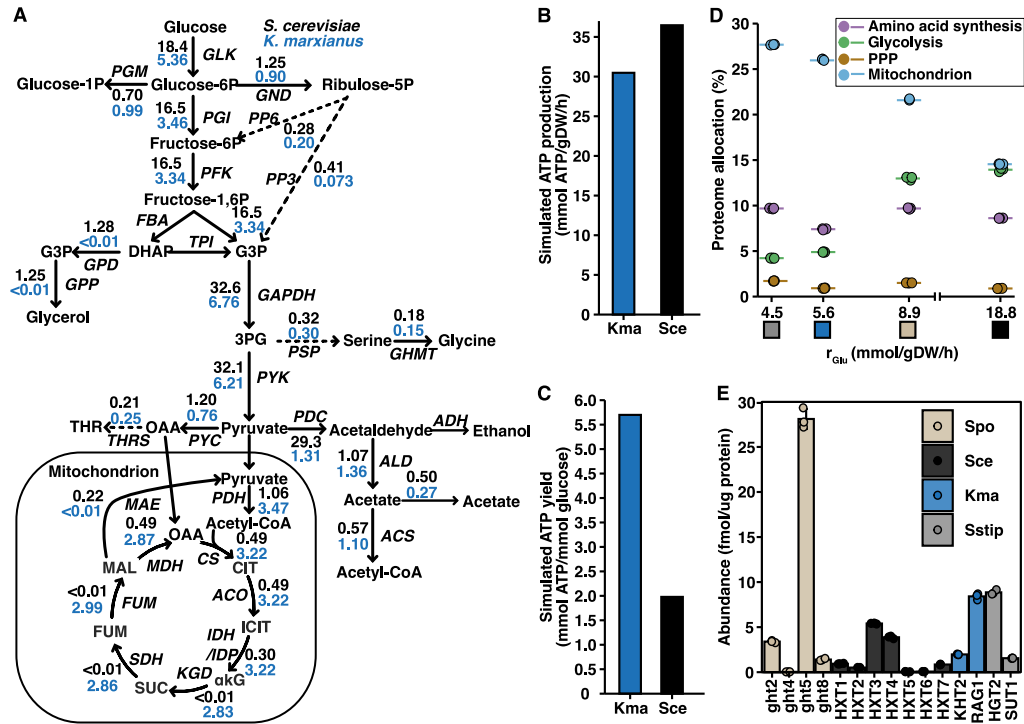 A
S. cerevisiae
K. marxianus
Glucose
18.4
5.36
GLK
Glucose-1P
PGM
0.70
0.99
Glucose-6P
1.25
0.90
GND
Ribulose-5P
16.5
3.46
PGI
PP6
0.28
0.20
Fructose-6P
16.5
3.34
PFK
PP3
0.41
0.073
Fructose-1,6P
FBA
16.5
3.34
TPI
G3P
1.28
<0.01
GPD
DHAP
G3P
1.25
<0.01
GPP
Glycerol
32.6
6.76
GAPDH
3PG
0.32
0.30
PSP
Serine
0.18
0.15
GHMT
Glycine
32.1
6.21
PYK
THR
0.21
0.25
THRS
OAA
1.20
0.76
PYC
Pyruvate
PDC
29.3
1.31
Acetaldehyde
ADH
Ethanol
1.07
1.36
ALD
Acetate
0.50
0.27
Acetate
0.57
1.10
ACS
Acetyl-CoA
Mitochondrion
Pyruvate
0.22
<0.01
MAE
PDH
1.06
3.47
Acetyl-CoA
0.49
2.87
OAA
CS
0.49
3.22
MAL
MDH
CIT
0.49
3.22
ACO
<0.01
2.99
FUM
ICIT
IDH
/IDP
0.30
3.22
FUM
<0.01
2.86
SDH
KGD
αkG
SUC
<0.01
2.83
B
Simulated ATP production
(mmol ATP/gDW/h)
35
30
25
20
15
10
5
0
Kma
Sce
C
Simulated ATP yield
(mmol ATP/mmol glucose)
6.0
5.5
5.0
4.5
4.0
3.5
3.0
2.5
2.0
1.5
1.0
0.5
0.0
Kma
Sce
D
Proteome allocation (%)
30
25
20
15
10
5
0
Amino acid synthesis
Glycolysis
PPP
Mitochondrion
4.5
5.6
8.9
18.8
rGlu (mmol/gDW/h)
E
Abundance (fmol/ug protein)
30
20
10
5
0
Spo
Sce
Kma
Sstip
ght2
ght4
ght5
ght8
HXT1
HXT2
HXT3
HXT4
HXT5
HXT6
HXT7
KHT2
RAG1
HGT2
SUT1